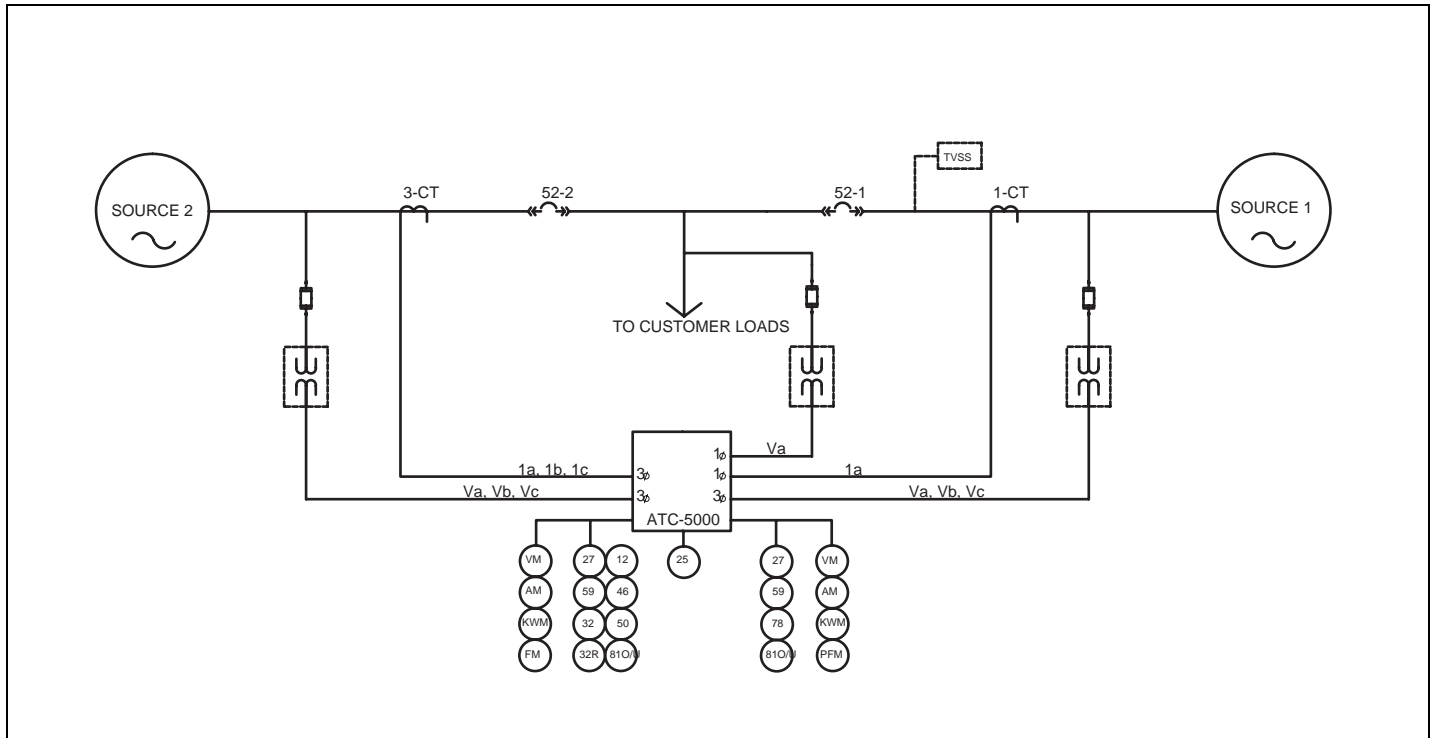 TVSS
3-CT
52-2
52-1
1-CT
SOURCE 2
SOURCE 1
TO CUSTOMER LOADS
Va
1ø
1a, 1b, 1c
3ø
1ø
1a
Va, Vb, Vc
3ø
3ø
Va, Vb, Vc
ATC-5000
VM
27
12
25
27
VM
AM
59
46
59
AM
KWM
32
50
78
KWM
FM
32R
81O/U
81O/U
PFM